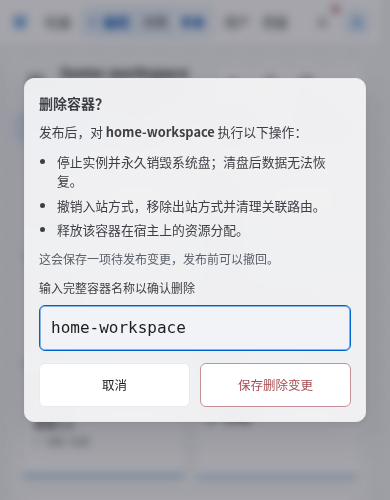 删除容器?
发布后，对 home-workspace 执行以下操作：
停止实例并永久销毁系统盘；清盘后数据无法恢
复。
撤销入站方式，移除出站方式并清理关联路由。
释放该容器在宿主上的资源分配。
这会保存一项待发布变更，发布前可以撤回。
输入完整容器名称以确认删除
home-workspace
取消
保存删除变更